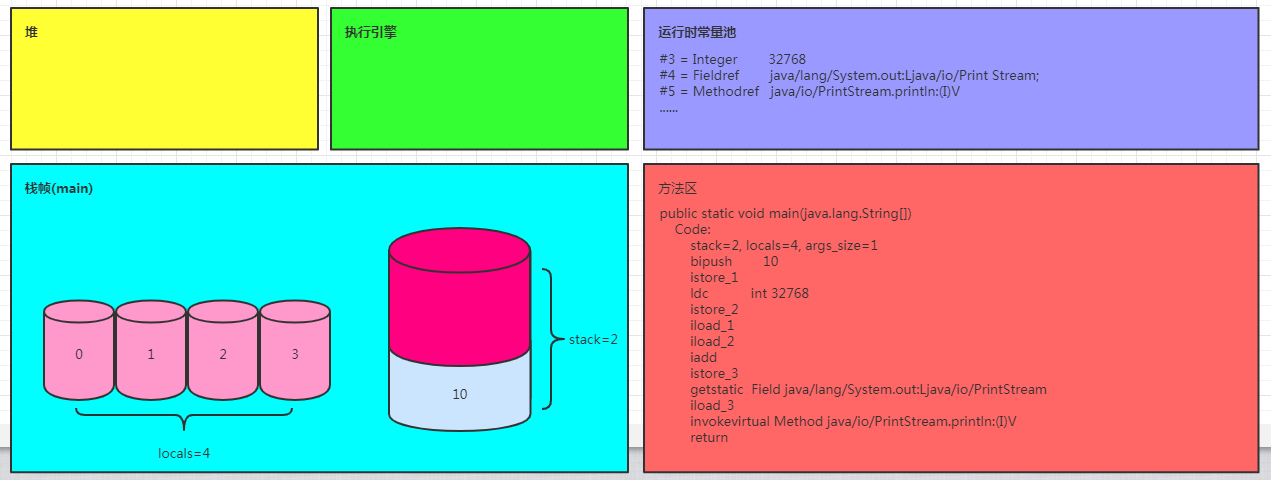 堆
执行引擎
运行时常量池
#3 = Integer 32768
#4 = Fieldref java/lang/System.out:Ljava/io/Print Stream;
#5 = Methodref java/io/PrintStream.println:(I)V
......
栈帧(main)
0
1
2
3
locals=4
10
stack=2
方法区
public static void main(java.lang.String[])
Code:
stack=2, locals=4, args_size=1
bipush 10
istore_1
ldc int 32768
istore_2
iload_1
iload_2
iadd
istore_3
getstatic Field java/lang/System.out:Ljava/io/PrintStream
iload_3
invokevirtual Method java/io/PrintStream.println:(I)V
return